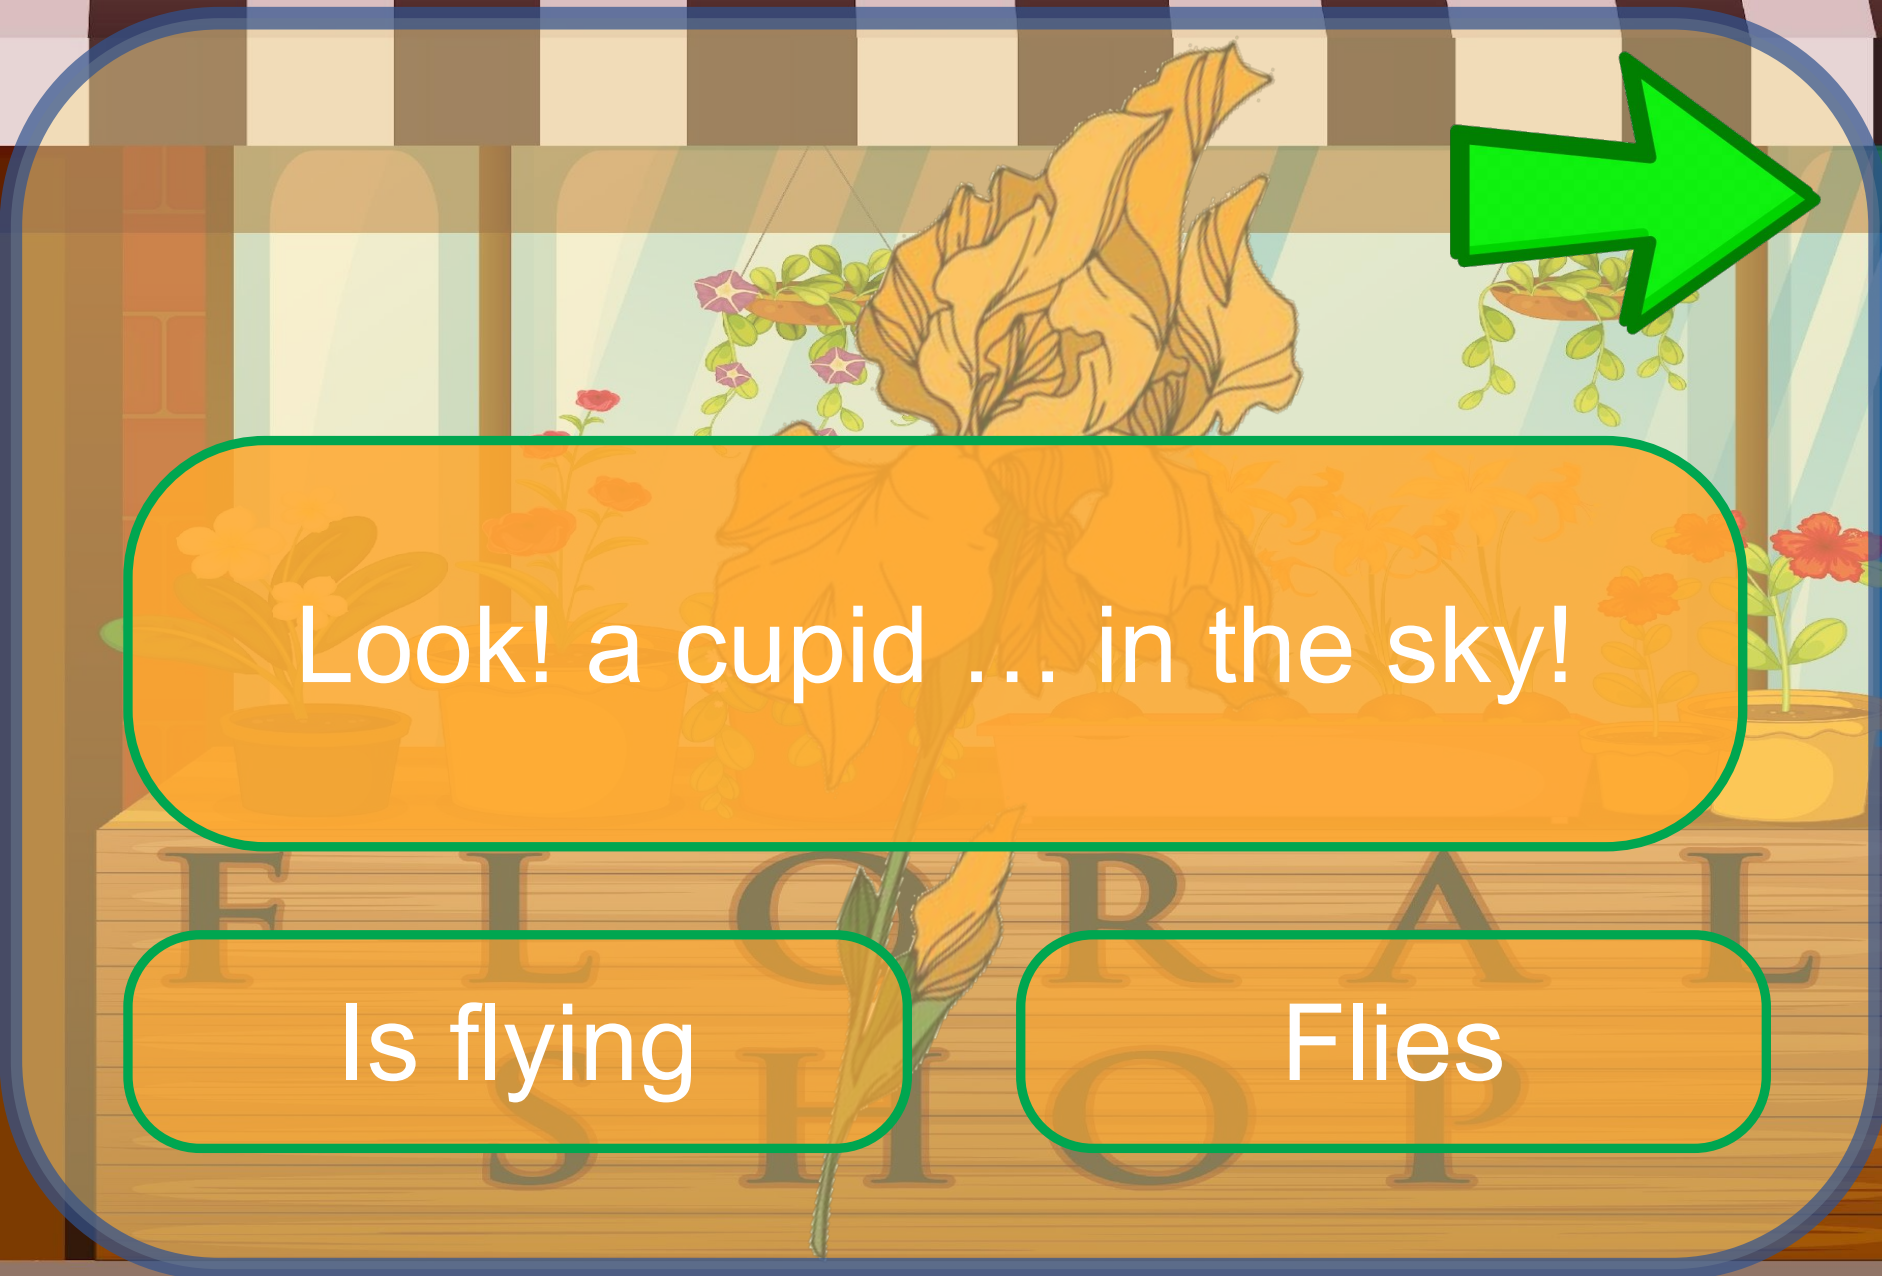 Look! a cupid … in the sky!
FLORAL
Is flying
Flies
SHOP